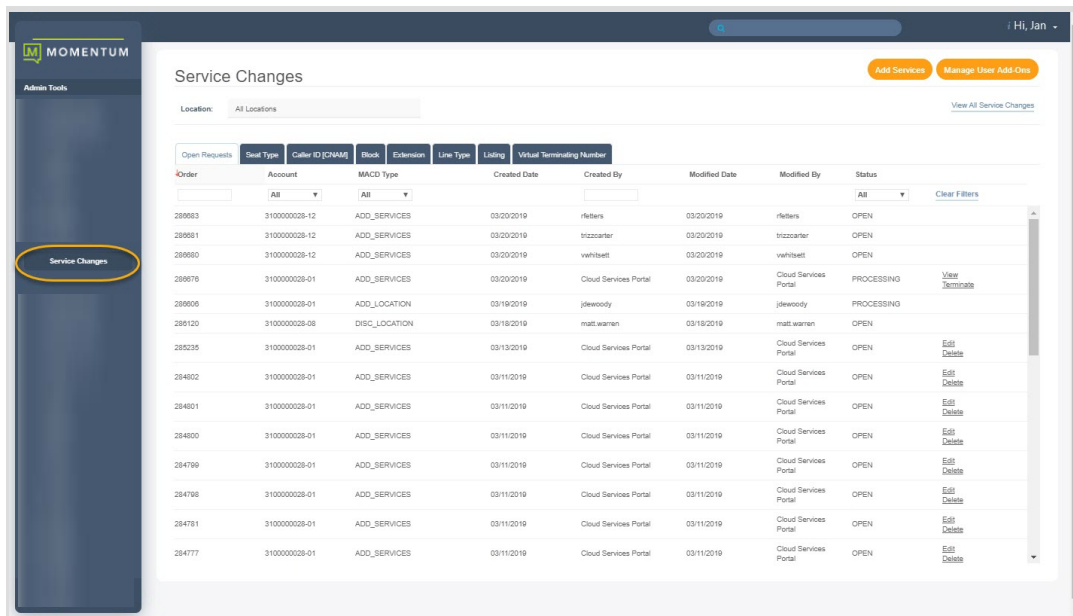 Hi, Jan
M MOMENTUM
Admin Tools
Service Changes
Service Changes
Add Services Manage User Add-Ons
Location: All Locations
View All Service Changes
Open Requests Seat Type Caller ID [CNAM] Block Extension Line Type Listing Virtual Terminating Number
Order Account MACD Type Created Date Created By Modified Date Modified By Status
All All All Clear Filters
286683 3100000028-12 ADD_SERVICES 03/20/2019 rfetters 03/20/2019 rfetters OPEN
286681 3100000028-12 ADD_SERVICES 03/20/2019 trizzcarter 03/20/2019 trizzcarter OPEN
286680 3100000028-12 ADD_SERVICES 03/20/2019 vwhitsett 03/20/2019 vwhitsett OPEN
286676 3100000028-01 ADD_SERVICES 03/20/2019 Cloud Services Portal 03/20/2019 Cloud Services Portal PROCESSING View Terminate
286606 3100000028-01 ADD_LOCATION 03/19/2019 jdewoody 03/19/2019 jdewoody PROCESSING
286120 3100000028-08 DISC_LOCATION 03/18/2019 matt.warren 03/18/2019 matt.warren OPEN
285235 3100000028-01 ADD_SERVICES 03/13/2019 Cloud Services Portal 03/13/2019 Cloud Services Portal OPEN Edit Delete
284802 3100000028-01 ADD_SERVICES 03/11/2019 Cloud Services Portal 03/11/2019 Cloud Services Portal OPEN Edit Delete
284801 3100000028-01 ADD_SERVICES 03/11/2019 Cloud Services Portal 03/11/2019 Cloud Services Portal OPEN Edit Delete
284800 3100000028-01 ADD_SERVICES 03/11/2019 Cloud Services Portal 03/11/2019 Cloud Services Portal OPEN Edit Delete
284799 3100000028-01 ADD_SERVICES 03/11/2019 Cloud Services Portal 03/11/2019 Cloud Services Portal OPEN Edit Delete
284798 3100000028-01 ADD_SERVICES 03/11/2019 Cloud Services Portal 03/11/2019 Cloud Services Portal OPEN Edit Delete
284781 3100000028-01 ADD_SERVICES 03/11/2019 Cloud Services Portal 03/11/2019 Cloud Services Portal OPEN Edit Delete
284777 3100000028-01 ADD_SERVICES 03/11/2019 Cloud Services Portal 03/11/2019 Cloud Services Portal OPEN Edit Delete